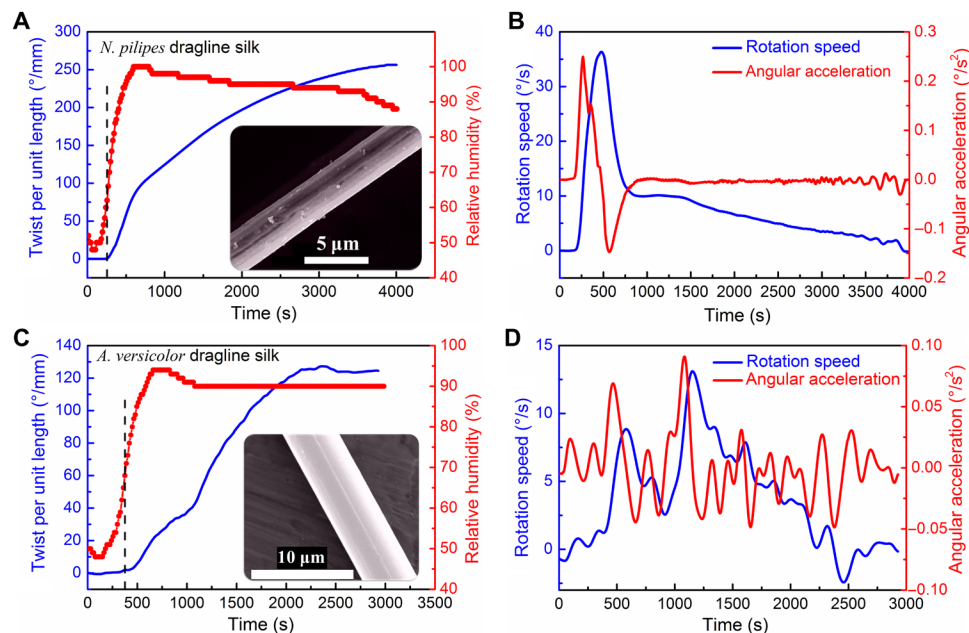 A
N. pilipes dragline silk
Twist per unit length (°/mm)
300
250
200
150
100
50
0
0 1000 2000 3000 4000
Time (s)
Relative humidity (%)
100
90
80
70
60
50
40
5 μm
B
Rotation speed
Angular acceleration
Rotation speed (°/s)
40
30
20
10
0
0 500 1000 1500 2000 2500 3000 3500 4000
Time (s)
Angular acceleration (°/s²)
0.3
0.2
0.1
0.0
−0.1
−0.2
C
A. versicolor dragline silk
Twist per unit length (°/mm)
140
120
100
80
60
40
20
0
0 500 1000 1500 2000 2500 3000 3500
Time (s)
Relative humidity (%)
100
90
80
70
60
50
40
10 μm
D
Rotation speed
Angular acceleration
Rotation speed (°/s)
15
10
5
0
0 500 1000 1500 2000 2500 3000
Time (s)
Angular acceleration (°/s²)
0.10
0.05
0.00
−0.05
−0.10